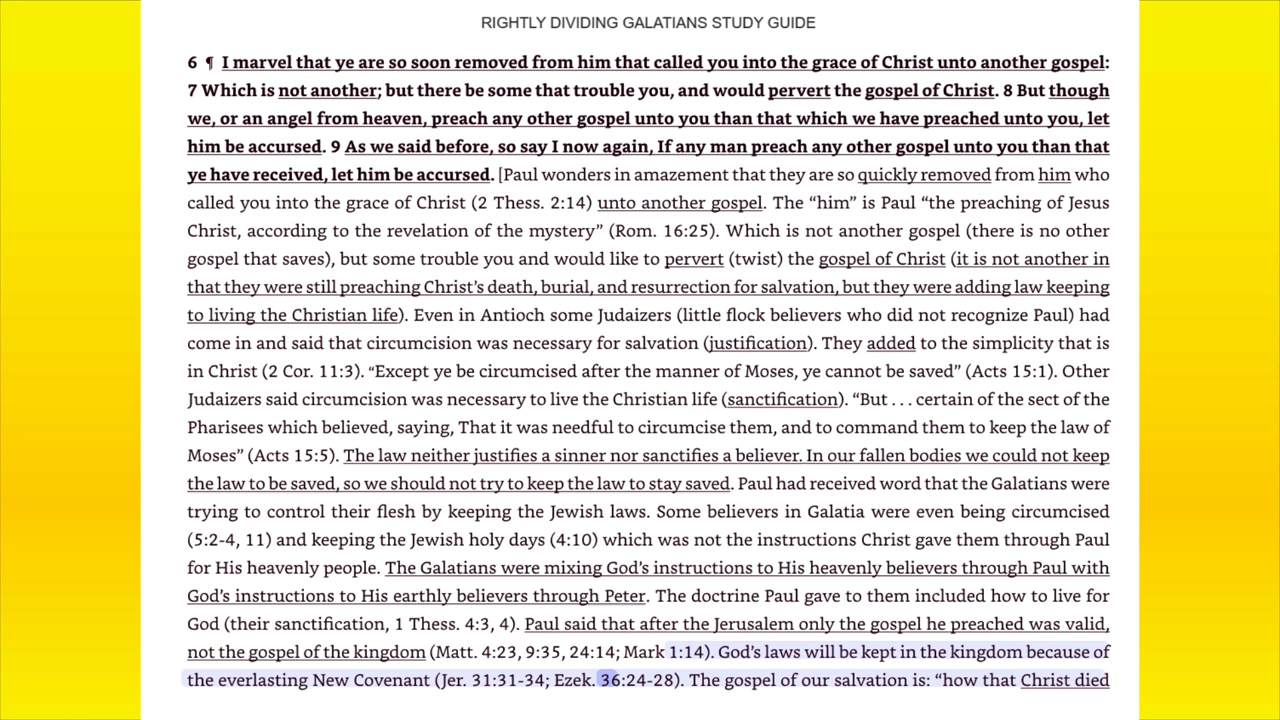 RIGHTLY DIVIDING GALATIANS STUDY GUIDE
6 ¶ I marvel that ye are so soon removed from him that called you into the grace of Christ unto another gospel:
7 Which is not another; but there be some that trouble you, and would pervert the gospel of Christ. 8 But though
we, or an angel from heaven, preach any other gospel unto you than that which we have preached unto you, let
him be accursed. 9 As we said before, so say I now again, If any man preach any other gospel unto you than that
ye have received, let him be accursed. [Paul wonders in amazement that they are so quickly removed from him who
called you into the grace of Christ (2 Thess. 2:14) unto another gospel. The “him” is Paul “the preaching of Jesus
Christ, according to the revelation of the mystery” (Rom. 16:25). Which is not another gospel (there is no other
gospel that saves), but some trouble you and would like to pervert (twist) the gospel of Christ (it is not another in
that they were still preaching Christ’s death, burial, and resurrection for salvation, but they were adding law keeping
to living the Christian life). Even in Antioch some Judaizers (little flock believers who did not recognize Paul) had
come in and said that circumcision was necessary for salvation (justification). They added to the simplicity that is
in Christ (2 Cor. 11:3). “Except ye be circumcised after the manner of Moses, ye cannot be saved” (Acts 15:1). Other
Judaizers said circumcision was necessary to live the Christian life (sanctification). “But . . . certain of the sect of the
Pharisees which believed, saying, That it was needful to circumcise them, and to command them to keep the law of
Moses” (Acts 15:5). The law neither justifies a sinner nor sanctifies a believer. In our fallen bodies we could not keep
the law to be saved, so we should not try to keep the law to stay saved. Paul had received word that the Galatians were
trying to control their flesh by keeping the Jewish laws. Some believers in Galatia were even being circumcised
(5:2-4, 11) and keeping the Jewish holy days (4:10) which was not the instructions Christ gave them through Paul
for His heavenly people. The Galatians were mixing God’s instructions to His heavenly believers through Paul with
God’s instructions to His earthly believers through Peter. The doctrine Paul gave to them included how to live for
God (their sanctification, 1 Thess. 4:3, 4). Paul said that after the Jerusalem only the gospel he preached was valid,
not the gospel of the kingdom (Matt. 4:23, 9:35, 24:14; Mark 1:14). God’s laws will be kept in the kingdom because of
the everlasting New Covenant (Jer. 31:31-34; Ezek. 36:24-28). The gospel of our salvation is: “how that Christ died